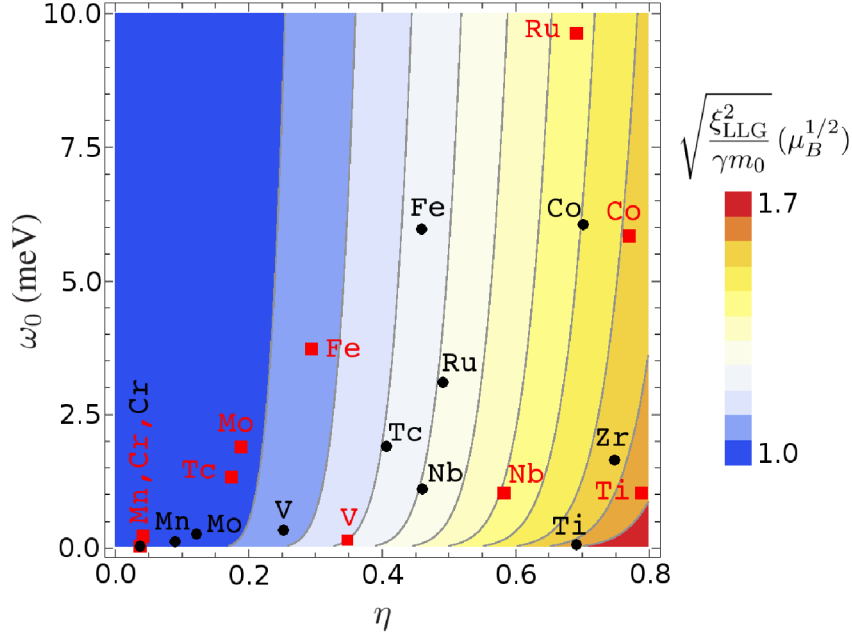 10.0
7.5
5.0
2.5
0.0
ω₀ (meV)
0.0 0.2 0.4 0.6 0.8
η
Ru
Fe
Co
Co
Fe
Ru
Mn,Cr,Cr
Mo
Tc
Tc
Zr
Nb
Nb
Ti
Mn
Mo
V
V
Ti
√(ξ²_LLG/γm₀) (μ_B^{1/2})
1.7
1.0